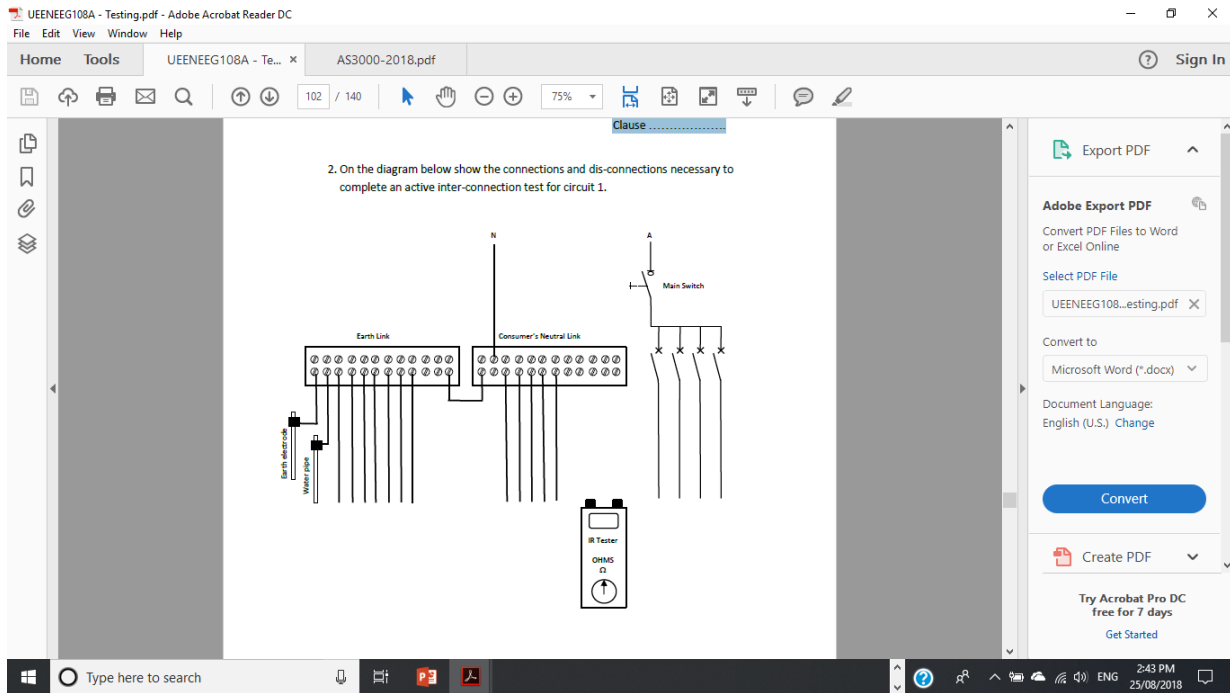 UEENEEG108A - Testing.pdf - Adobe Acrobat Reader DC
File Edit View Window Help
Home Tools UEENEEG108A - Te... × AS3000-2018.pdf Sign In
102 / 140 75%
Clause ...................
2. On the diagram below show the connections and dis-connections necessary to
complete an active inter-connection test for circuit 1.
N A
Main Switch
Earth Link Consumer's Neutral Link
Earth electrode
Water pipe
IR Tester
OHMS
Ω
Export PDF
Adobe Export PDF
Convert PDF Files to Word
or Excel Online
Select PDF File
UEENEEG108...esting.pdf
Convert to
Microsoft Word (*.docx)
Document Language:
English (U.S.) Change
Convert
Create PDF
Try Acrobat Pro DC
free for 7 days
Get Started
Type here to search
ENG
2:43 PM
25/08/2018